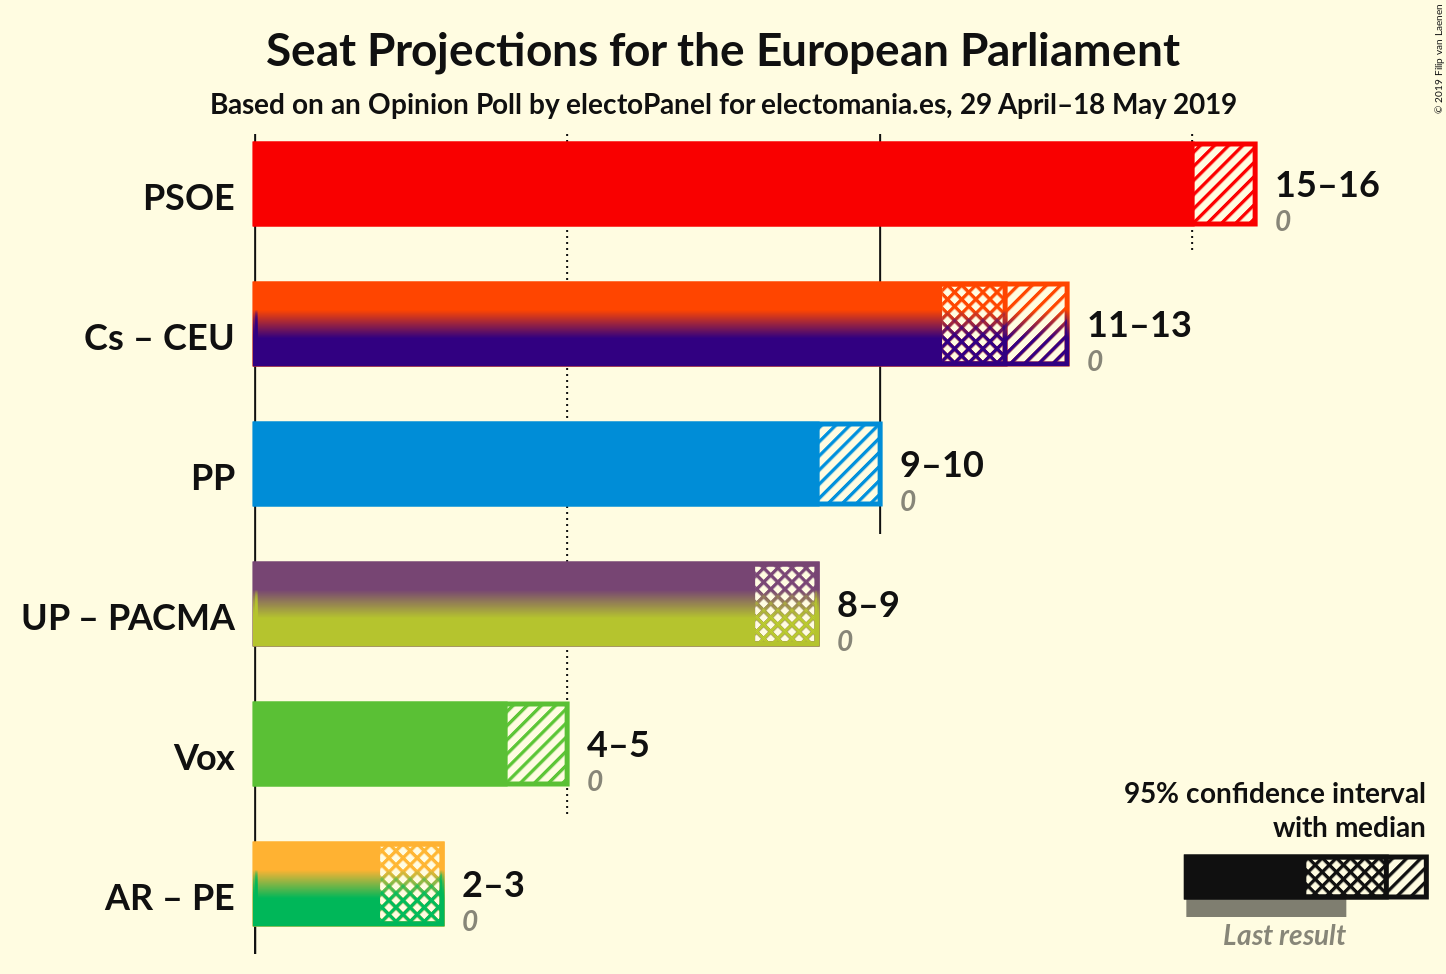 Seat Projections for the European Parliament
Based on an Opinion Poll by electoPanel for electomania.es, 29 April–18 May 2019
© 2019 Filip van Laenen
PSOE
15–16
0
Cs – CEU
11–13
0
PP
9–10
0
UP – PACMA
8–9
0
Vox
4–5
0
AR – PE
2–3
0
95% confidence interval
with median
Last result